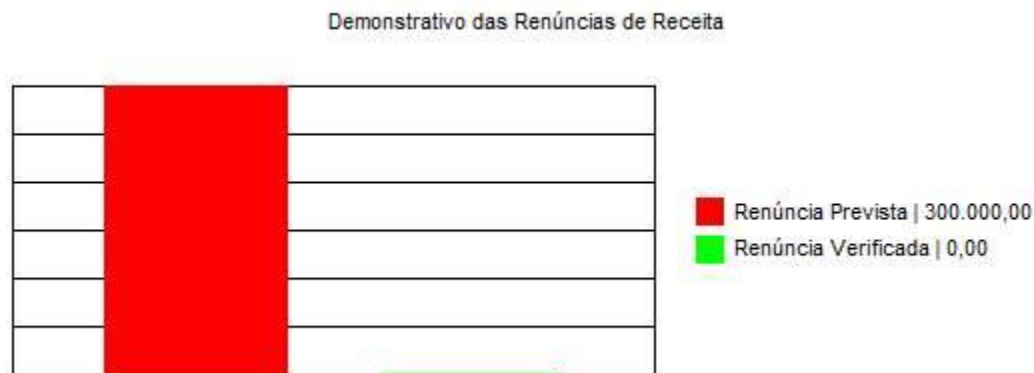 Demonstrativo das Renúncias de Receita
Renúncia Prevista | 300.000,00
Renúncia Verificada | 0,00